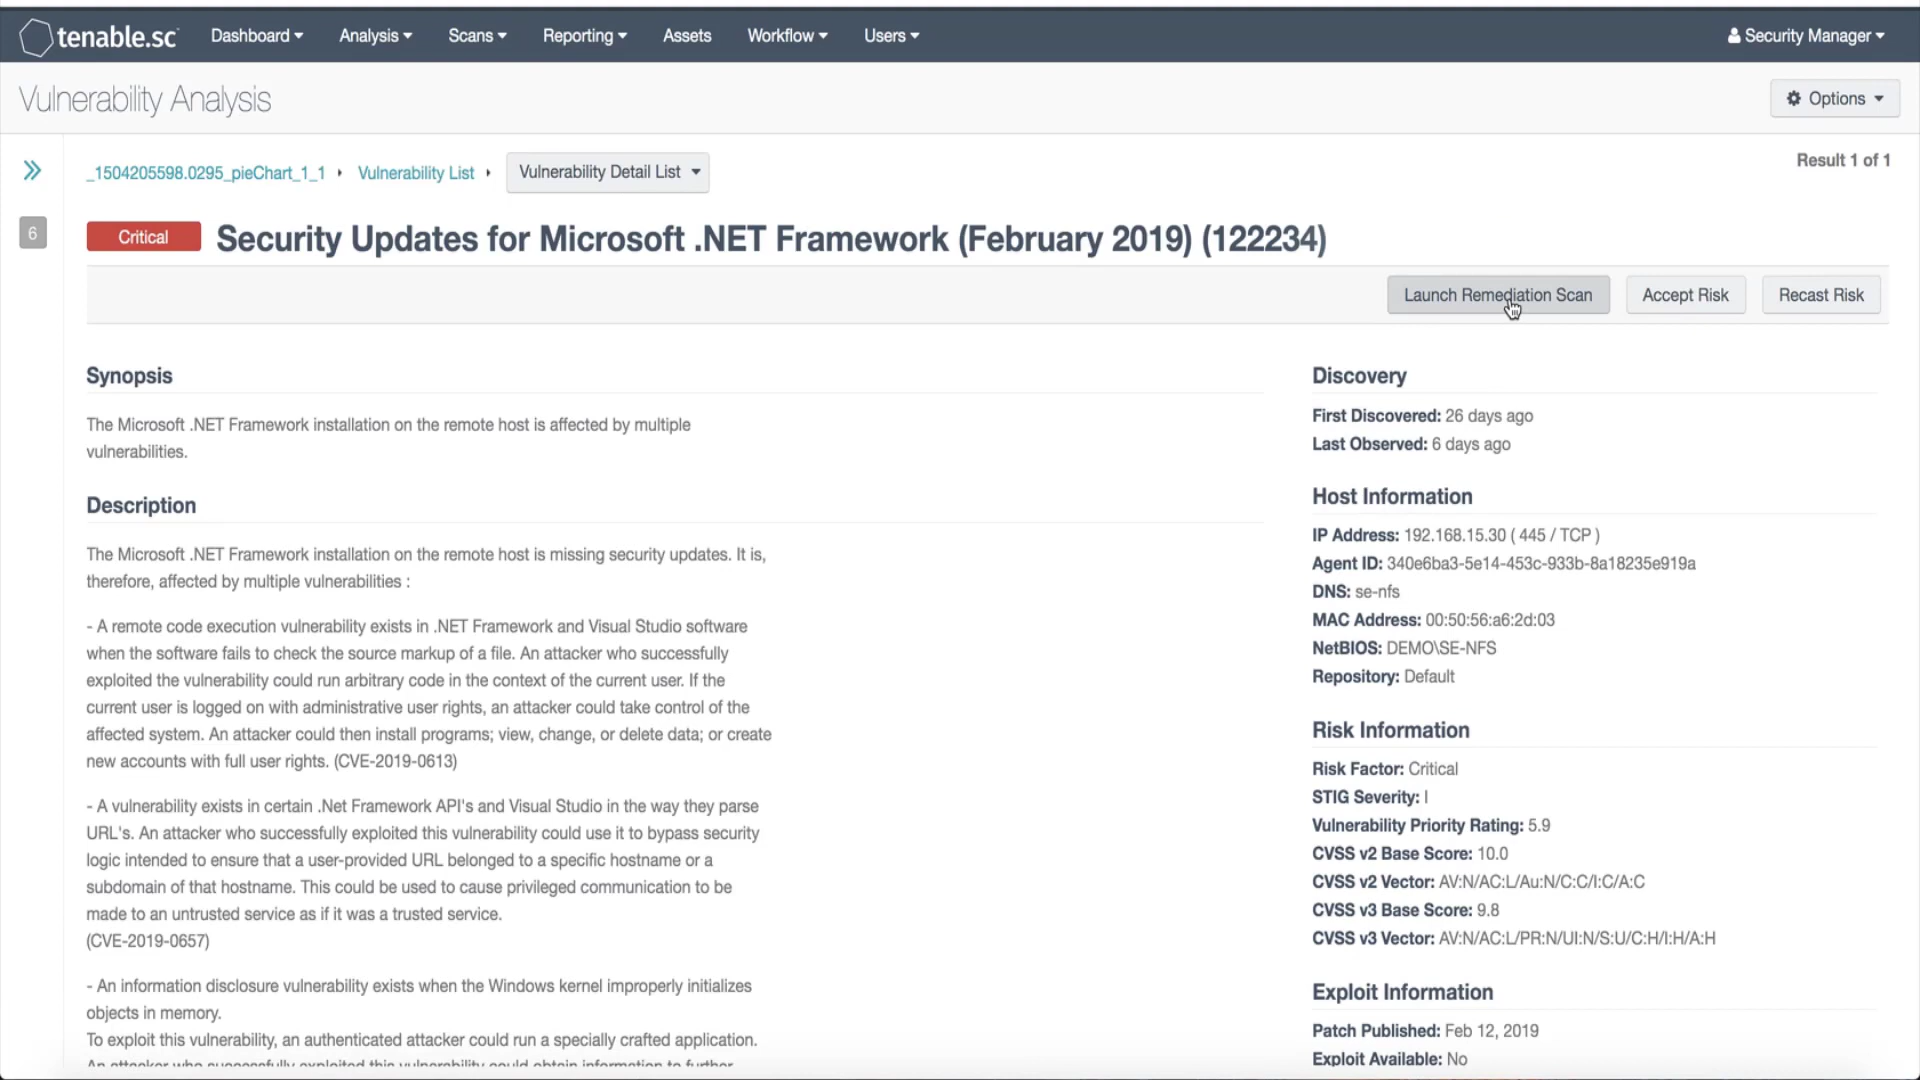 tenable.sc Dashboard Analysis Scans Reporting Assets Workflow Users Security Manager
Vulnerability Analysis Options
_1504205598.0295_pieChart_1_1 Vulnerability List Vulnerability Detail List Result 1 of 1
6
Critical Security Updates for Microsoft .NET Framework (February 2019) (122234)
Launch Remediation Scan Accept Risk Recast Risk
Synopsis
The Microsoft .NET Framework installation on the remote host is affected by multiple
vulnerabilities.
Description
The Microsoft .NET Framework installation on the remote host is missing security updates. It is,
therefore, affected by multiple vulnerabilities :
- A remote code execution vulnerability exists in .NET Framework and Visual Studio software
when the software fails to check the source markup of a file. An attacker who successfully
exploited the vulnerability could run arbitrary code in the context of the current user. If the
current user is logged on with administrative user rights, an attacker could take control of the
affected system. An attacker could then install programs; view, change, or delete data; or create
new accounts with full user rights. (CVE-2019-0613)
- A vulnerability exists in certain .Net Framework API's and Visual Studio in the way they parse
URL's. An attacker who successfully exploited this vulnerability could use it to bypass security
logic intended to ensure that a user-provided URL belonged to a specific hostname or a
subdomain of that hostname. This could be used to cause privileged communication to be
made to an untrusted service as if it was a trusted service.
(CVE-2019-0657)
- An information disclosure vulnerability exists when the Windows kernel improperly initializes
objects in memory.
To exploit this vulnerability, an authenticated attacker could run a specially crafted application.
An attacker who successfully exploited this vulnerability could obtain information to further
Discovery
First Discovered: 26 days ago
Last Observed: 6 days ago
Host Information
IP Address: 192.168.15.30 ( 445 / TCP )
Agent ID: 340e6ba3-5e14-453c-933b-8a18235e919a
DNS: se-nfs
MAC Address: 00:50:56:a6:2d:03
NetBIOS: DEMO\SE-NFS
Repository: Default
Risk Information
Risk Factor: Critical
STIG Severity: I
Vulnerability Priority Rating: 5.9
CVSS v2 Base Score: 10.0
CVSS v2 Vector: AV:N/AC:L/Au:N/C:C/I:C/A:C
CVSS v3 Base Score: 9.8
CVSS v3 Vector: AV:N/AC:L/PR:N/UI:N/S:U/C:H/I:H/A:H
Exploit Information
Patch Published: Feb 12, 2019
Exploit Available: No